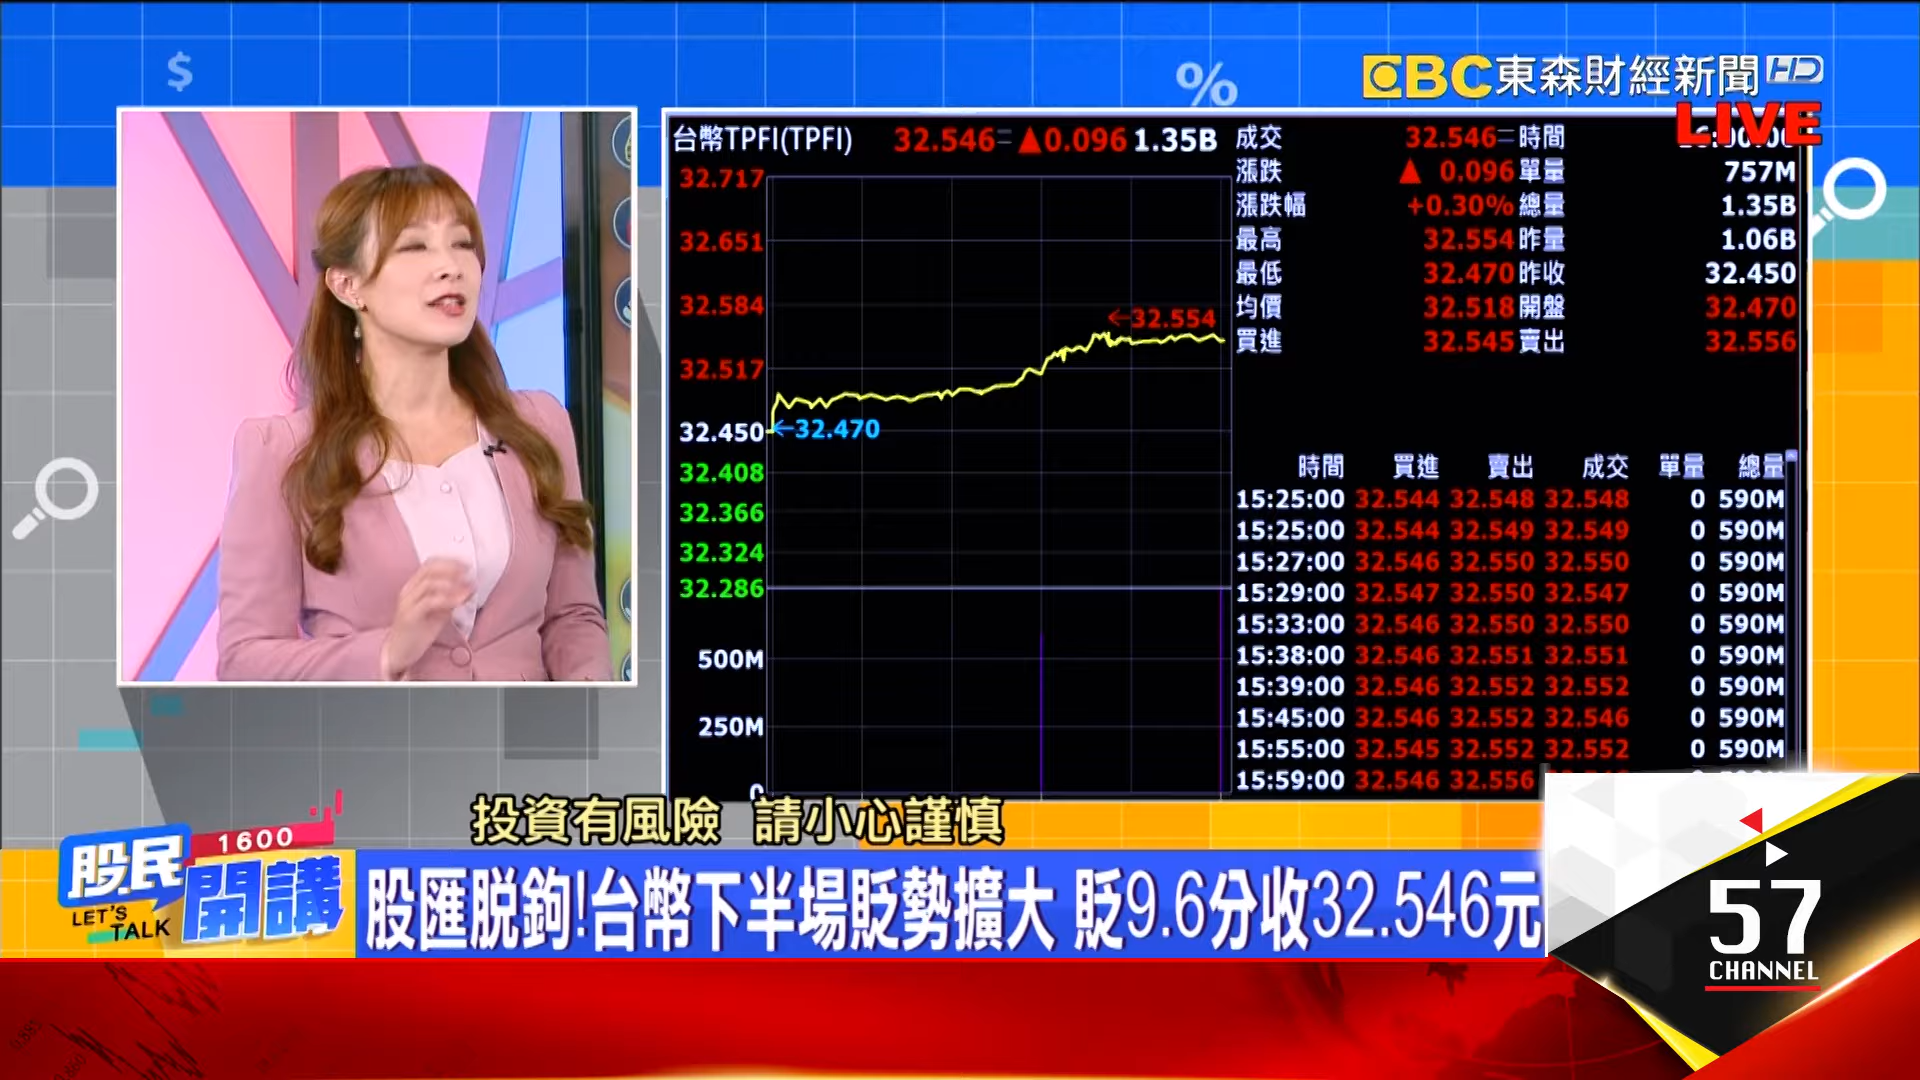 $
%
EBC東森財經新聞HD
LIVE
台幣TPFI(TPFI) 32.546= ▲0.096 1.35B
32.717
32.651
32.584
32.517
32.450
32.408
32.366
32.324
32.286
500M
250M
0
←32.554
←32.470
成交 32.546= 時間
漲跌 ▲ 0.096 單量 757M
漲跌幅 +0.30% 總量 1.35B
最高 32.554 昨量 1.06B
最低 32.470 昨收 32.450
均價 32.518 開盤 32.470
買進 32.545 賣出 32.556
時間 買進 賣出 成交 單量 總量
15:25:00 32.544 32.548 32.548 0 590M
15:25:00 32.544 32.549 32.549 0 590M
15:27:00 32.546 32.550 32.550 0 590M
15:29:00 32.547 32.550 32.547 0 590M
15:33:00 32.546 32.550 32.550 0 590M
15:38:00 32.546 32.551 32.551 0 590M
15:39:00 32.546 32.552 32.552 0 590M
15:45:00 32.546 32.552 32.546 0 590M
15:55:00 32.545 32.552 32.552 0 590M
15:59:00 32.546 32.556
投資有風險 請小心謹慎
1600
股民
開講
LET'S
TALK
股匯脫鉤!台幣下半場貶勢擴大 貶9.6分收32.546元
57
CHANNEL